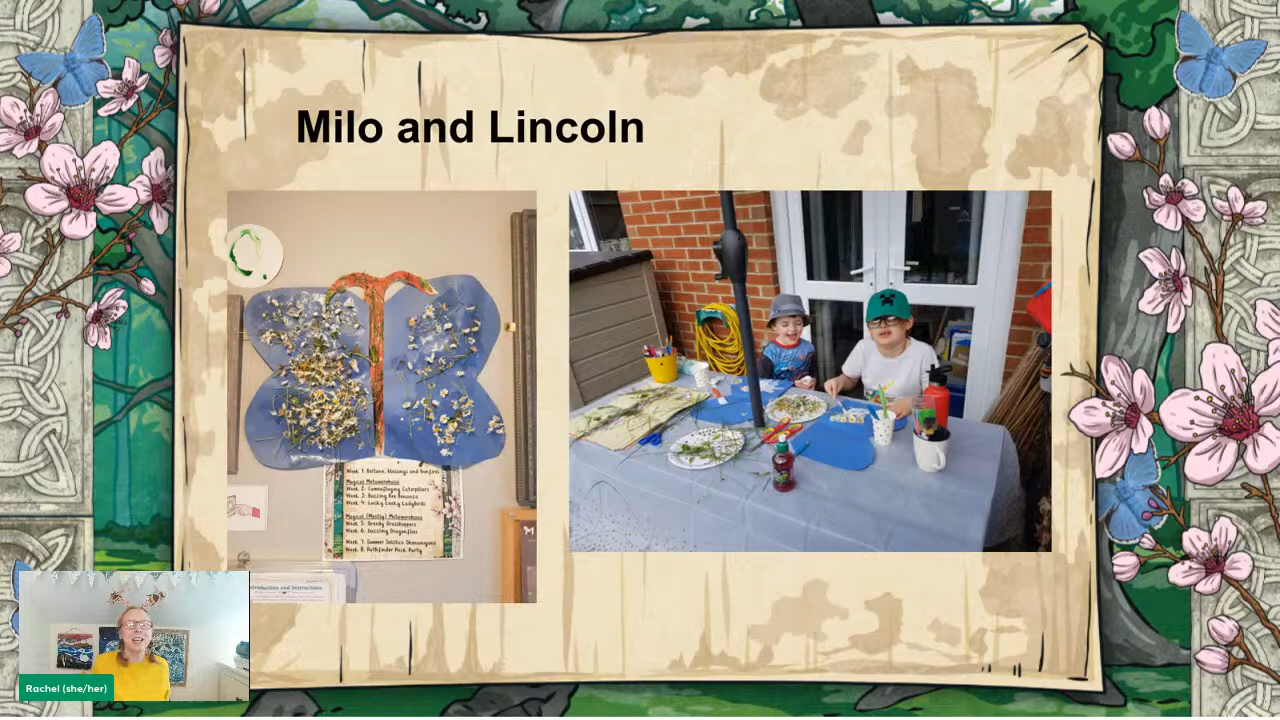 Milo and Lincoln
Week 1: Beltane, blessings and bonfires
Magical Metamorphosis
Week 2: Camouflaging Caterpillars
Week 3: Buzzing Bee Bonanza
Week 4: Lucky Leaky Ladybirds
Magical (Mostly) Metamorphosis
Week 5: Greedy Grasshoppers
Week 6: Dazzling Dragonflies
Week 7: Summer Solstice Shenanigans
Week 8: Pathfinder Pack Party
Introduction and Instructions
Rachel (she/her)